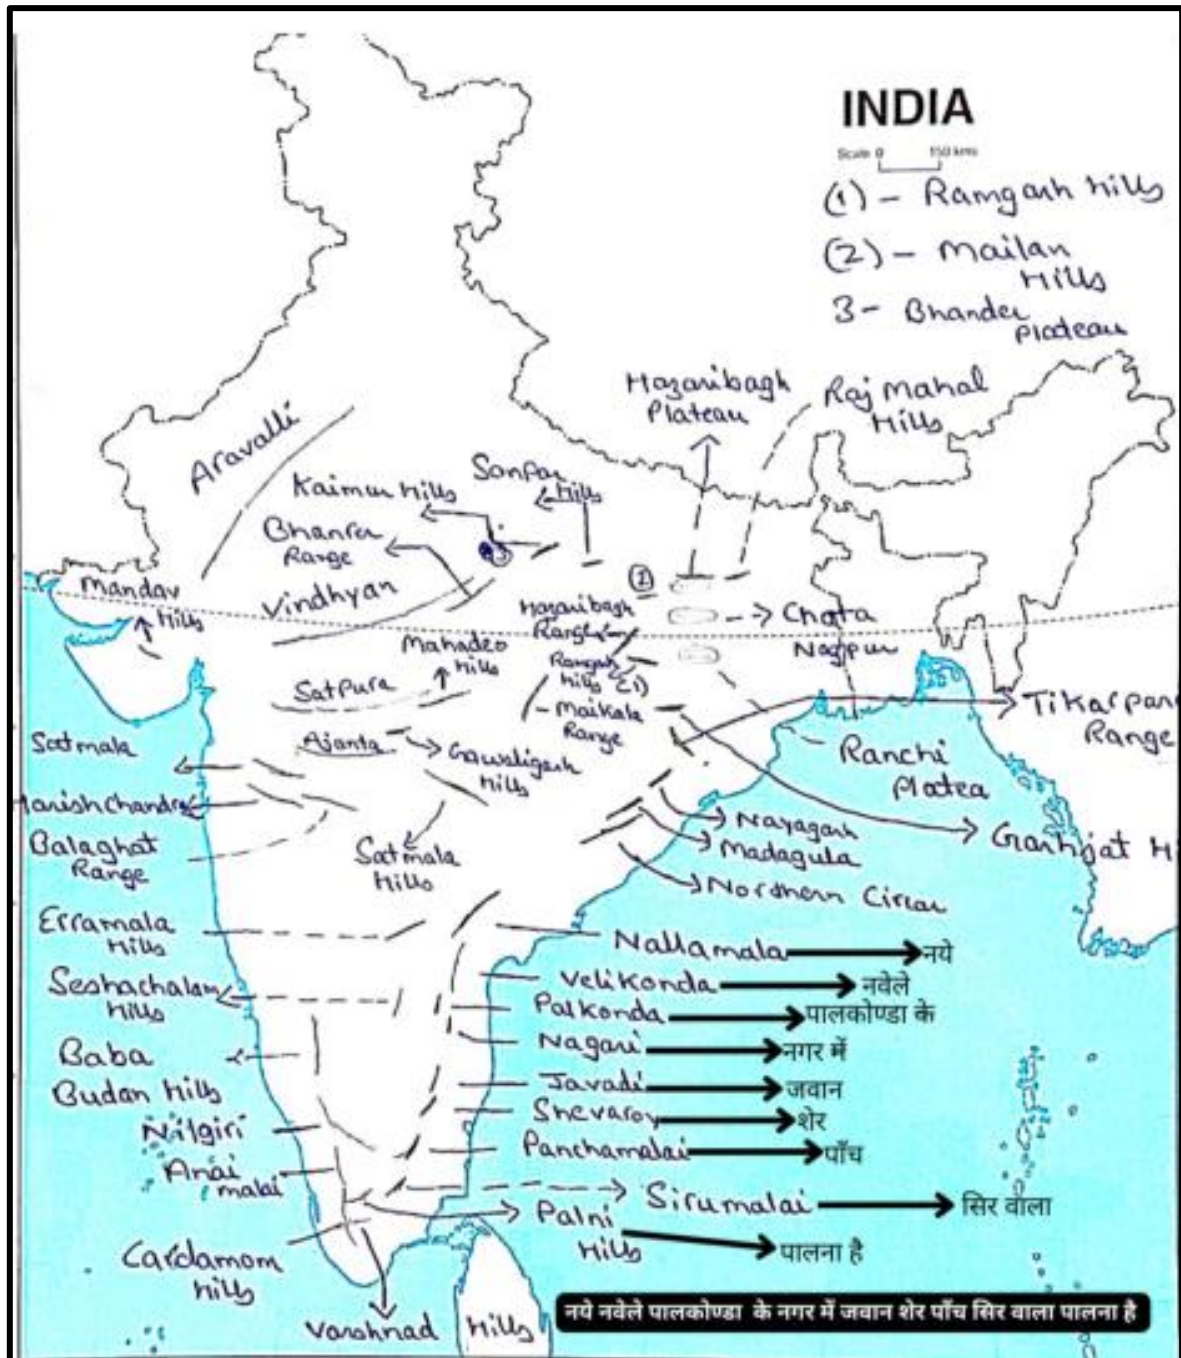 INDIA
Scale 0 150 kms
(1) - Ramgarh Hills
(2) - Mailan
Hills
3- Bhander
Plateau
Hazaribagh
Plateau
Raj Mahal
Hills
Aravalli
Kaimur Hills
Sonpar
Hills
Bhanrer
Range
Vindhyan
Mandav
Hills
3
(2)
Hazaribagh
Range
Chota
Nagpur
Mahadeo
Hills
Ramgarh
Hills (1)
Satpura
Maikala
Range
Tikarpara
Range
Ajanta
Gawaligarh
Hills
Satmala
Ranchi
Platea
Harishchandra
Balaghat
Range
Satmala
Hills
Nayagarh
Madagula
Garhjat H
Northern Circar
Erramala
Hills
Nallamala नये
Velikonda नवेले
Seshachalam
Hills
Palkonda पालकोण्डा के
Nagari नगर में
Baba
Budan Hills
Javadi जवान
Shevaroy शेर
Nilgiri
Panchamalai पाँच
Anai
malai
Sirumalai सिर वाला
Palni
Hills
पालना है
Cardamom
Hills
Varshnad Hills
नये नवेले पालकोण्डा के नगर में जवान शेर पाँच सिर वाला पालना है